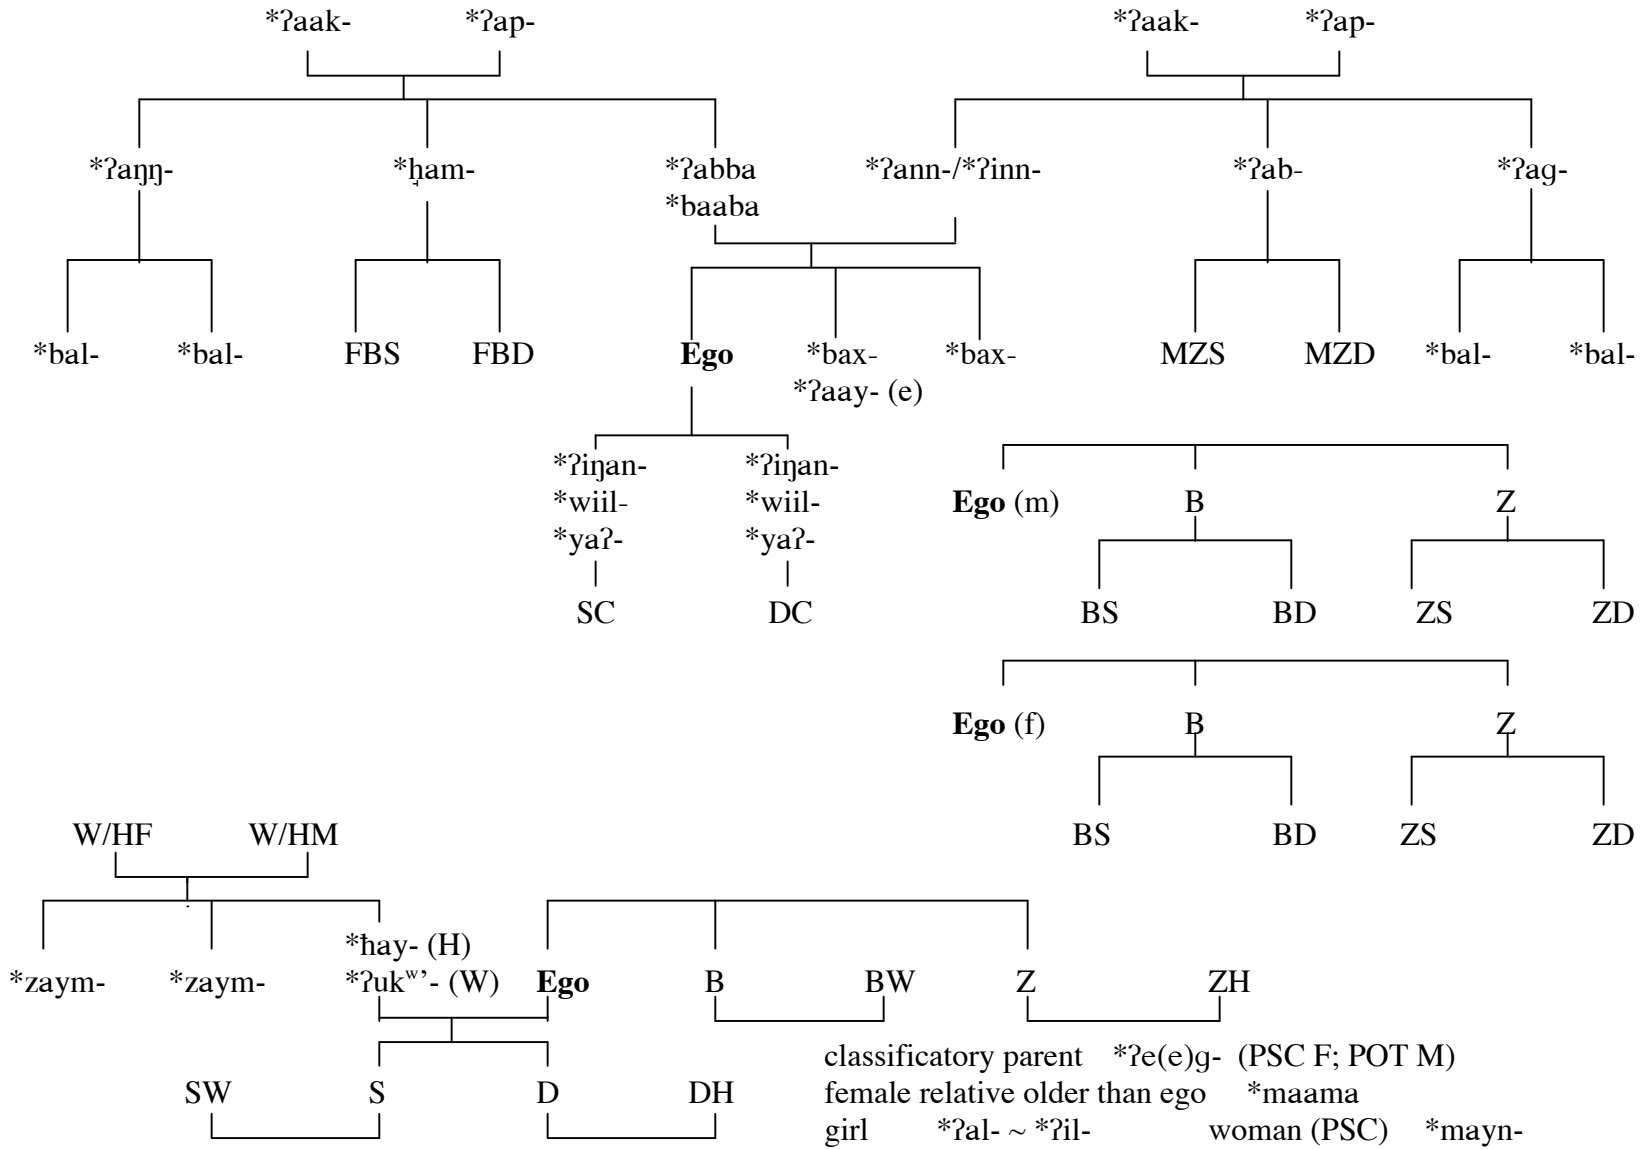 *ʔaak- *ʔap- *ʔaak- *ʔap-
*ʔaŋŋ- *ḥam- *ʔabba *ʔann-/*ʔinn- *ʔab- *ʔag-
*baaba
*bal- *bal- FBS FBD Ego *bax- *bax- MZS MZD *bal- *bal-
*ʔaay- (e)
*ʔiŋan- *ʔiŋan-
*wiil- *wiil- Ego (m) B Z
*yaʔ- *yaʔ-
SC DC BS BD ZS ZD
Ego (f) B Z
W/HF W/HM BS BD ZS ZD
*ħay- (H)
*zaym- *zaym- *ʔukʷ’- (W) Ego B BW Z ZH
classificatory parent *ʔe(e)g- (PSC F; POT M)
SW S D DH female relative older than ego *maama
girl *ʔal- ~ *ʔil- woman (PSC) *mayn-